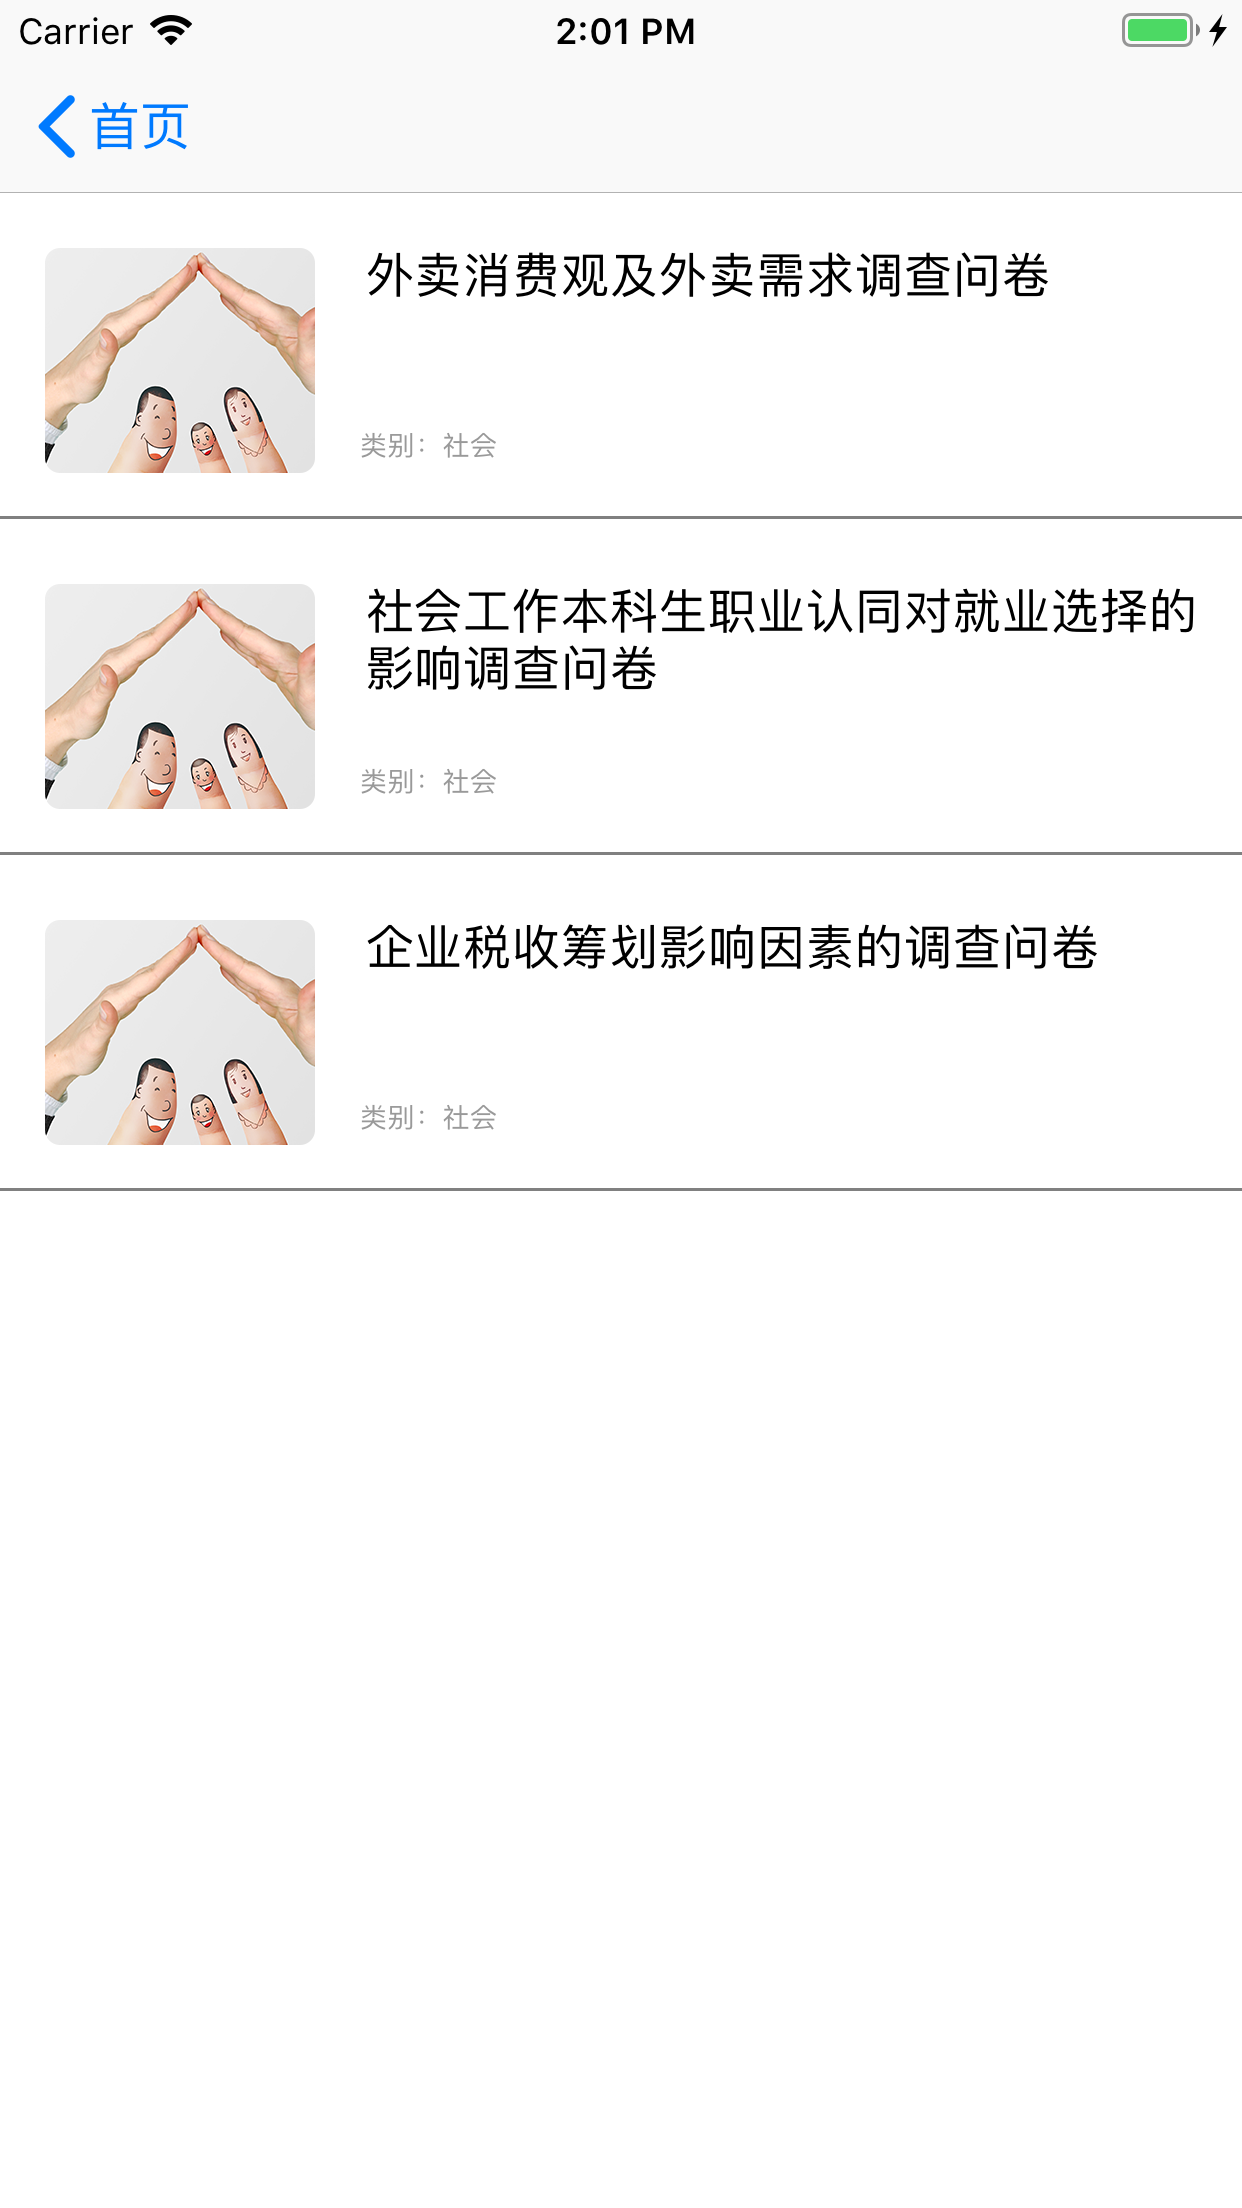 Carrier 2:01 PM
首页
外卖消费观及外卖需求调查问卷
类别：社会
社会工作本科生职业认同对就业选择的
影响调查问卷
类别：社会
企业税收筹划影响因素的调查问卷
类别：社会